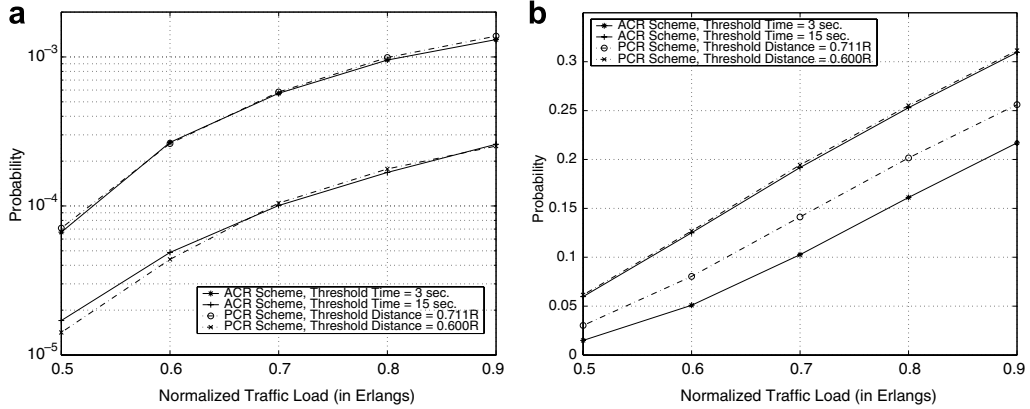 a
10⁻³
10⁻⁴
10⁻⁵
Probability
ACR Scheme, Threshold Time = 3 sec.
ACR Scheme, Threshold Time = 15 sec.
PCR Scheme, Threshold Distance = 0.711R
PCR Scheme, Threshold Distance = 0.600R
0.5 0.6 0.7 0.8 0.9
Normalized Traffic Load (in Erlangs)
b
ACR Scheme, Threshold Time = 3 sec.
ACR Scheme, Threshold Time = 15 sec.
PCR Scheme, Threshold Distance = 0.711R
PCR Scheme, Threshold Distance = 0.600R
0.3
0.25
0.2
0.15
0.1
0.05
0
Probability
0.5 0.6 0.7 0.8 0.9
Normalized Traffic Load (in Erlangs)